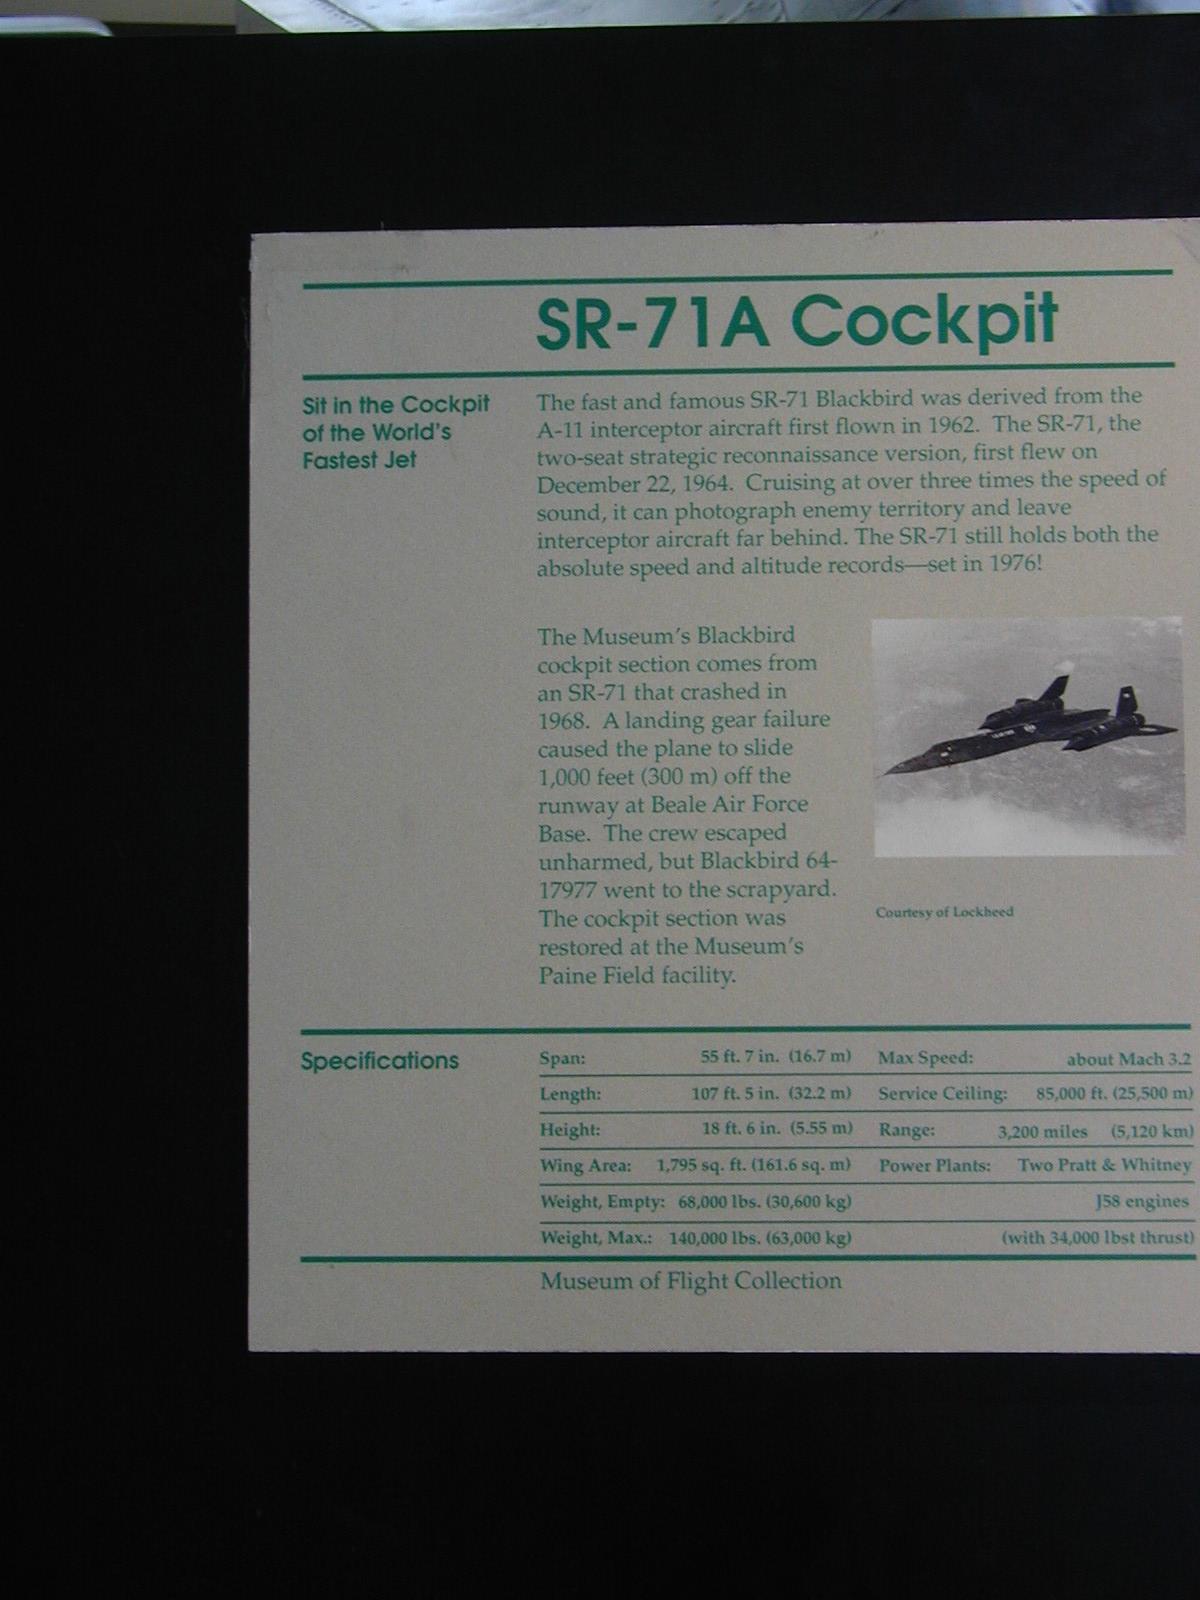 SR-71A Cockpit
Sit in the Cockpit
of the World's
Fastest Jet
The fast and famous SR-71 Blackbird was derived from the
A-11 interceptor aircraft first flown in 1962. The SR-71, the
two-seat strategic reconnaissance version, first flew on
December 22, 1964. Cruising at over three times the speed of
sound, it can photograph enemy territory and leave
interceptor aircraft far behind. The SR-71 still holds both the
absolute speed and altitude records—set in 1976!
The Museum's Blackbird
cockpit section comes from
an SR-71 that crashed in
1968. A landing gear failure
caused the plane to slide
1,000 feet (300 m) off the
runway at Beale Air Force
Base. The crew escaped
unharmed, but Blackbird 64-
17977 went to the scrapyard.
The cockpit section was
restored at the Museum's
Paine Field facility.
Courtesy of Lockheed
Specifications
Span: 55 ft. 7 in. (16.7 m) Max Speed: about Mach 3.2
Length: 107 ft. 5 in. (32.2 m) Service Ceiling: 85,000 ft. (25,500 m)
Height: 18 ft. 6 in. (5.55 m) Range: 3,200 miles (5,120 km)
Wing Area: 1,795 sq. ft. (161.6 sq. m) Power Plants: Two Pratt & Whitney
Weight, Empty: 68,000 lbs. (30,600 kg) J58 engines
Weight, Max.: 140,000 lbs. (63,000 kg) (with 34,000 lbst thrust)
Museum of Flight Collection